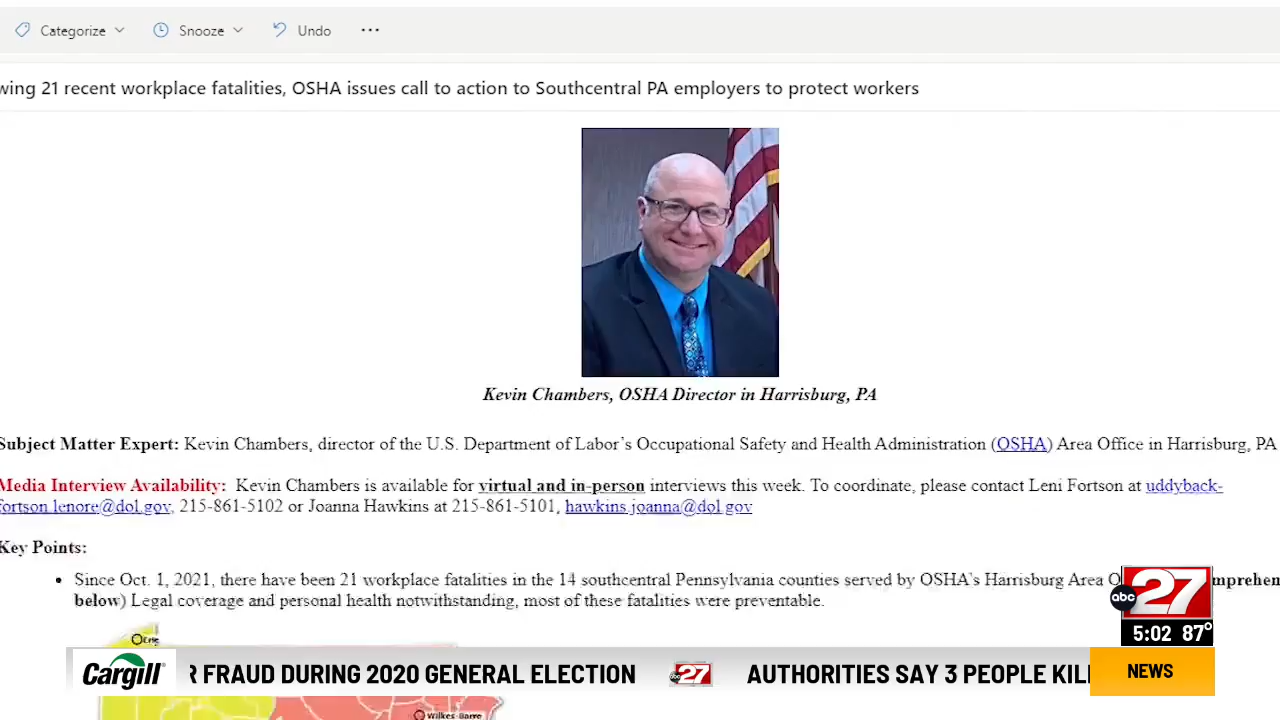 Categorize
Snooze
Undo
wing 21 recent workplace fatalities, OSHA issues call to action to Southcentral PA employers to protect workers
Kevin Chambers, OSHA Director in Harrisburg, PA
Subject Matter Expert: Kevin Chambers, director of the U.S. Department of Labor's Occupational Safety and Health Administration (OSHA) Area Office in Harrisburg, PA
Media Interview Availability: Kevin Chambers is available for virtual and in-person interviews this week. To coordinate, please contact Leni Fortson at uddyback-
fortson.lenore@dol.gov, 215-861-5102 or Joanna Hawkins at 215-861-5101, hawkins.joanna@dol.gov
Key Points:
• Since Oct. 1, 2021, there have been 21 workplace fatalities in the 14 southcentral Pennsylvania counties served by OSHA's Harrisburg Area O mprehen
below) Legal coverage and personal health notwithstanding, most of these fatalities were preventable.
Erie
abc 27
5:02 87°
Cargill R FRAUD DURING 2020 GENERAL ELECTION abc 27 AUTHORITIES SAY 3 PEOPLE KIL
NEWS
Wilkes-Barre